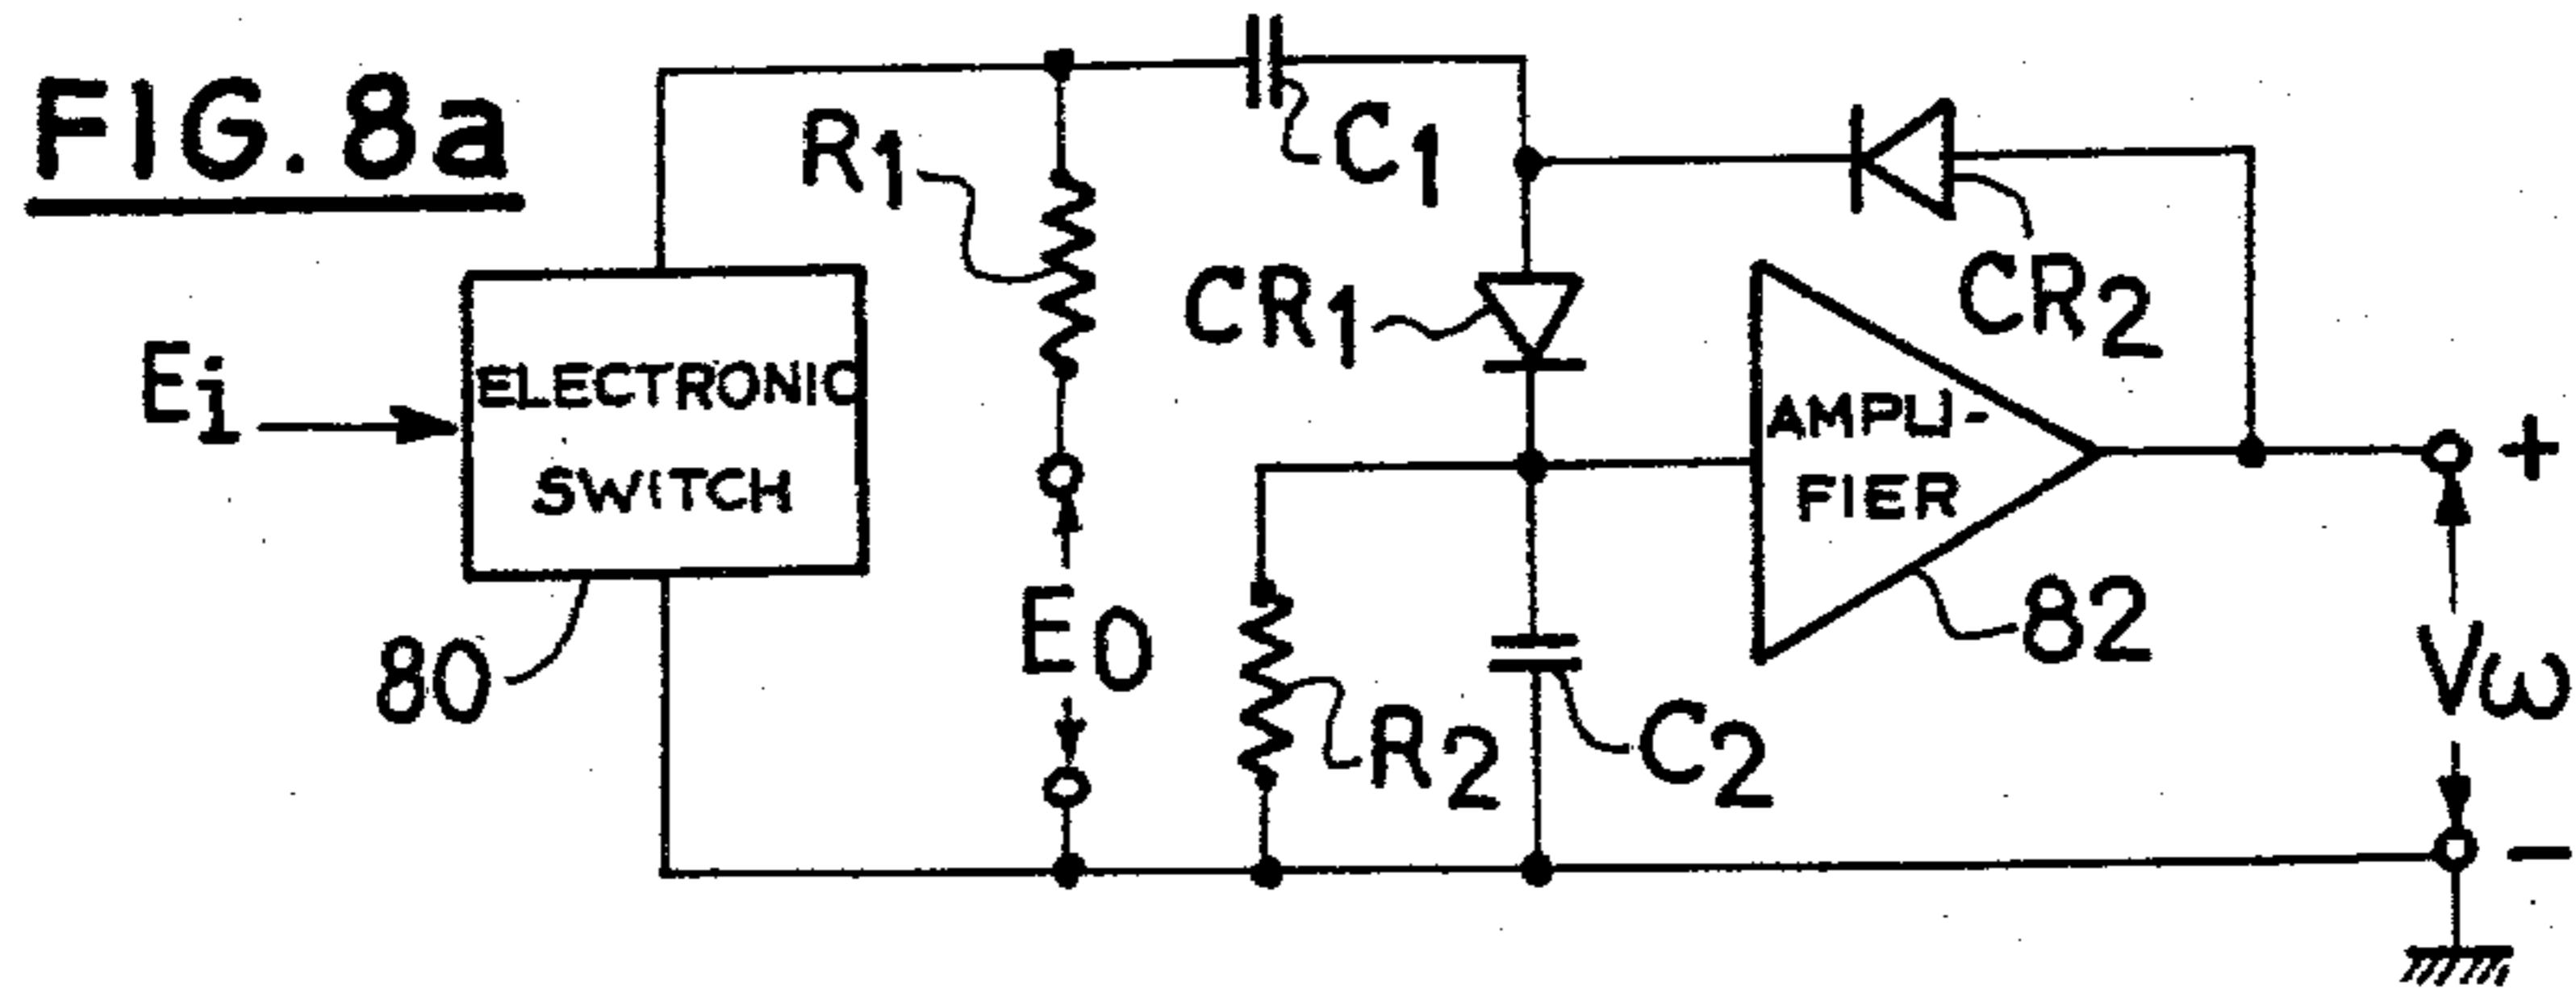 FIG. 8a
R1
C1
CR1
CR2
Ei
ELECTRONIC
SWITCH
AMPLI-
FIER
+
80
E0
R2
C2
82
Vω
-